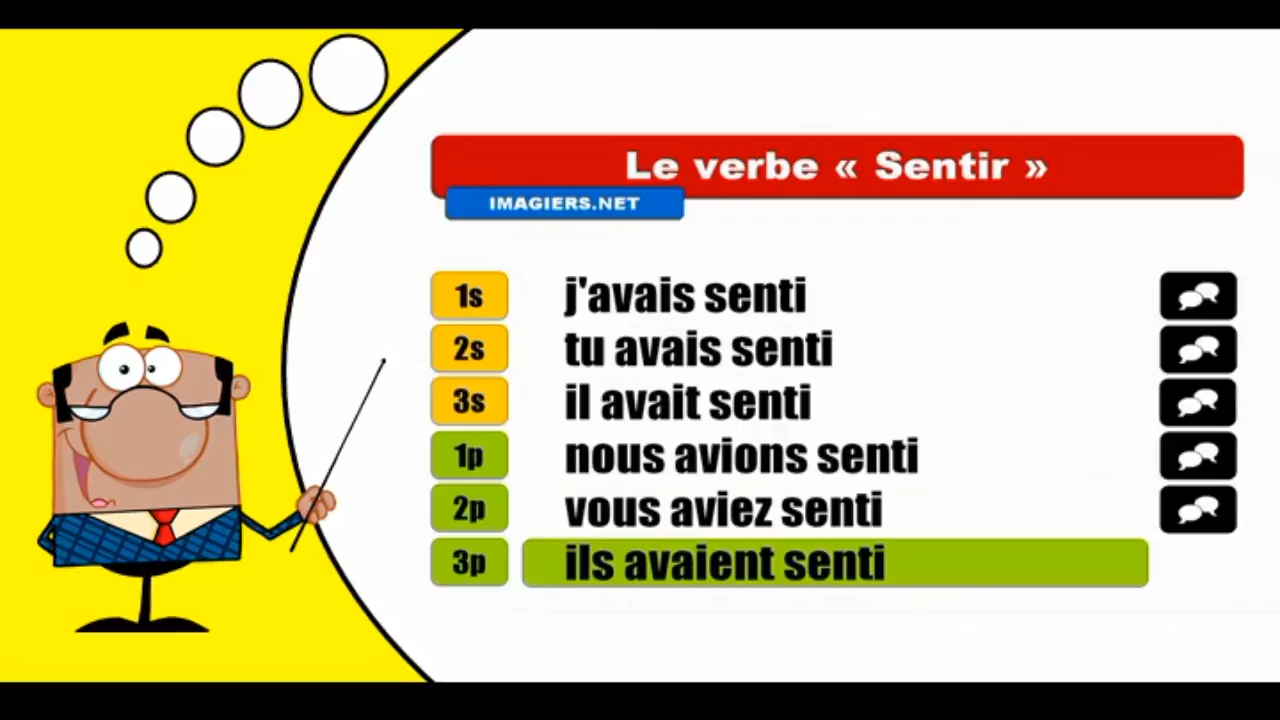 Le verbe « Sentir »
IMAGIERS.NET
1s j'avais senti
2s tu avais senti
3s il avait senti
1p nous avions senti
2p vous aviez senti
3p ils avaient senti